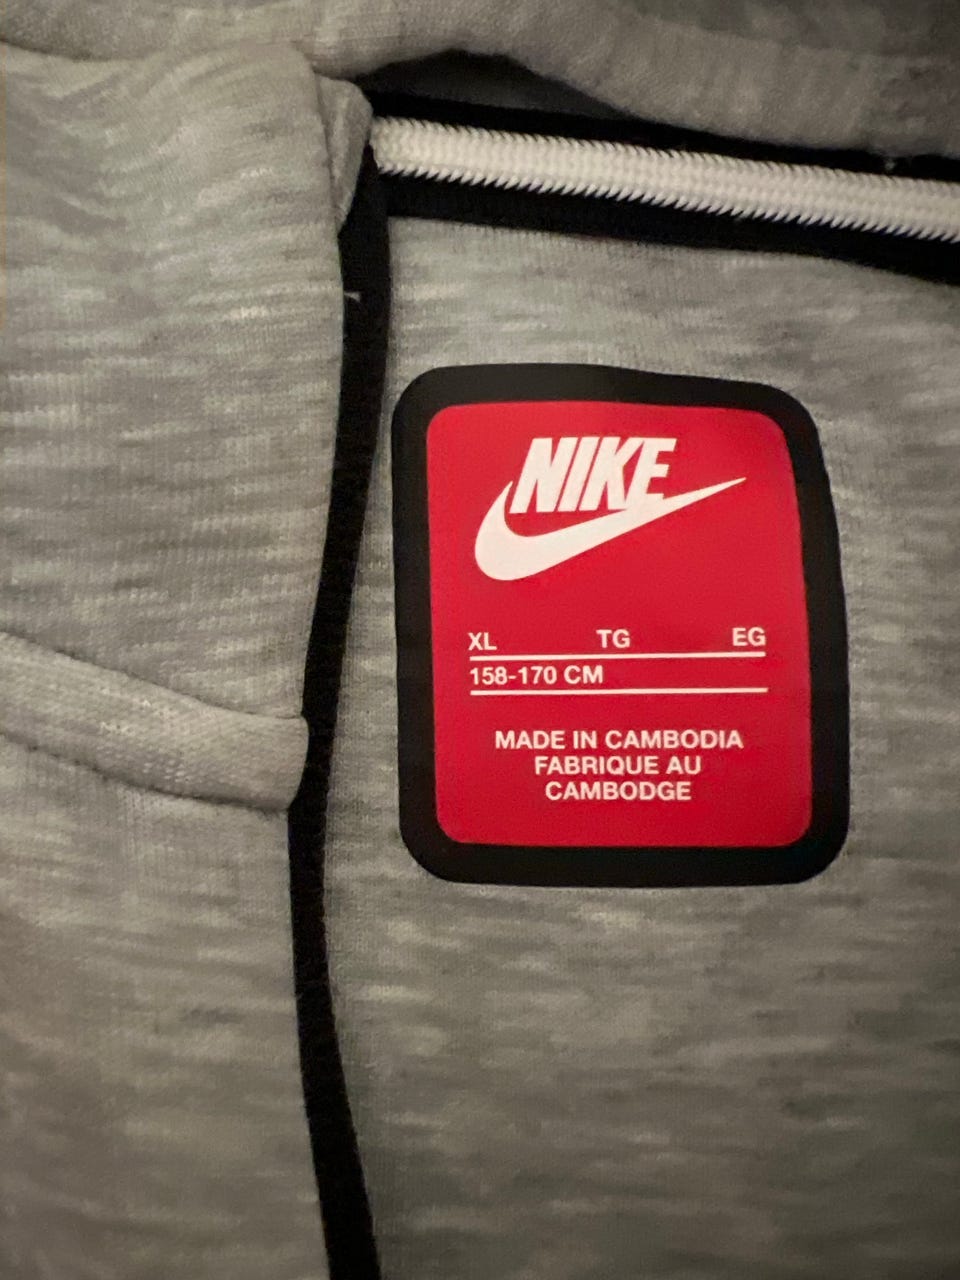 NIKE
XL TG EG
158-170 CM
MADE IN CAMBODIA
FABRIQUE AU
CAMBODGE